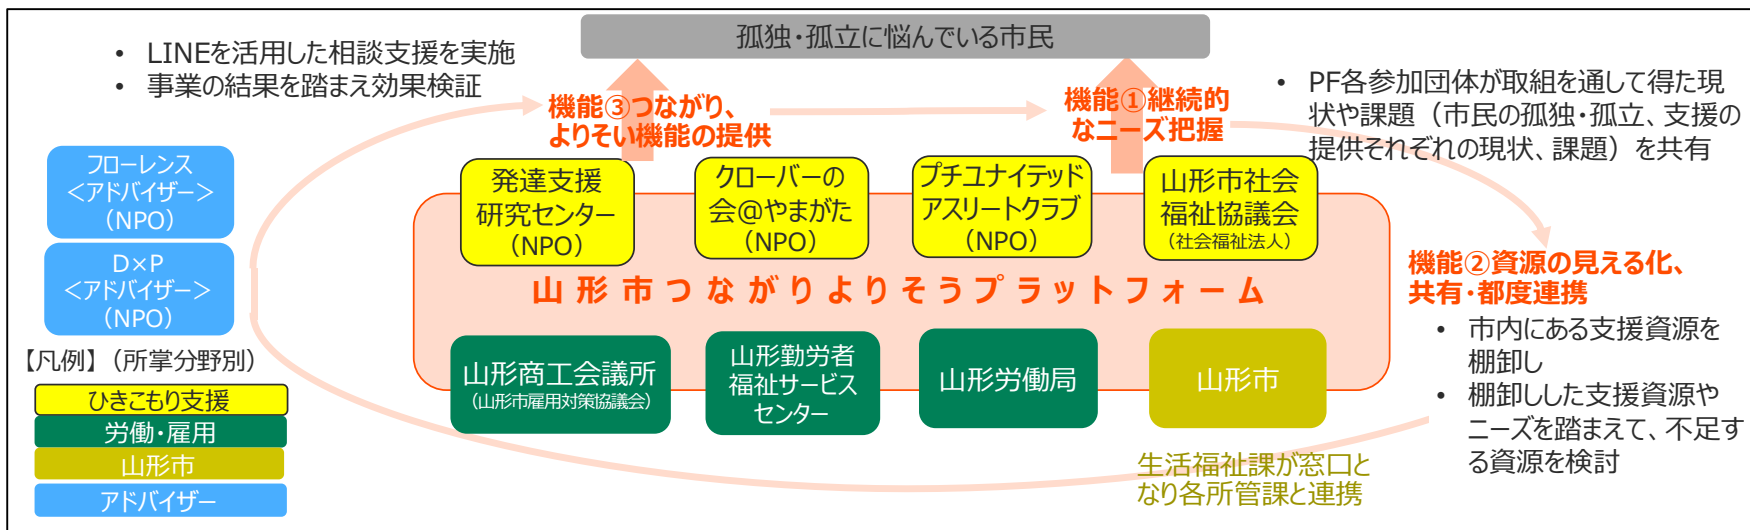 孤独・孤立に悩んでいる市民
• LINEを活用した相談支援を実施
• 事業の結果を踏まえ効果検証
機能③つながり、
よりそい機能の提供
機能①継続的
なニーズ把握
• PF各参加団体が取組を通して得た現
状や課題（市民の孤独・孤立、支援の
提供それぞれの現状、課題）を共有
フローレンス
＜アドバイザー＞
（NPO）
D×P
＜アドバイザー＞
（NPO）
発達支援
研究センター
（NPO）
クローバーの
会@やまがた
（NPO）
プチユナイテッド
アスリートクラブ
（NPO）
山形市社会
福祉協議会
（社会福祉法人）
山形市つながりよりそうプラットフォーム
機能②資源の見える化、
共有・都度連携
• 市内にある支援資源を
棚卸し
• 棚卸しした支援資源や
ニーズを踏まえて、不足す
る資源を検討
山形商工会議所
（山形市雇用対策協議会）
山形勤労者
福祉サービス
センター
山形労働局
山形市
生活福祉課が窓口と
なり各所管課と連携
【凡例】（所掌分野別）
ひきこもり支援
労働・雇用
山形市
アドバイザー